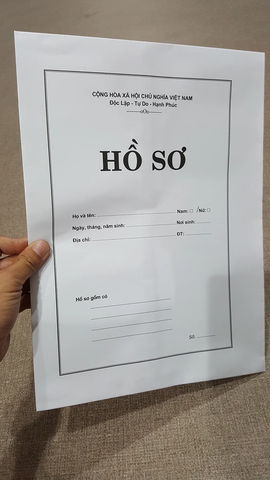 CỘNG HÒA XÃ HỘI CHỦ NGHĨA VIỆT NAM
Độc Lập - Tự Do - Hạnh Phúc
---------oOo---------
HỒ SƠ
Họ và tên: Nam: □ /Nữ: □
Ngày, tháng, năm sinh: Nơi sinh:
Địa chỉ: ĐT:
Hồ sơ gồm có
Số